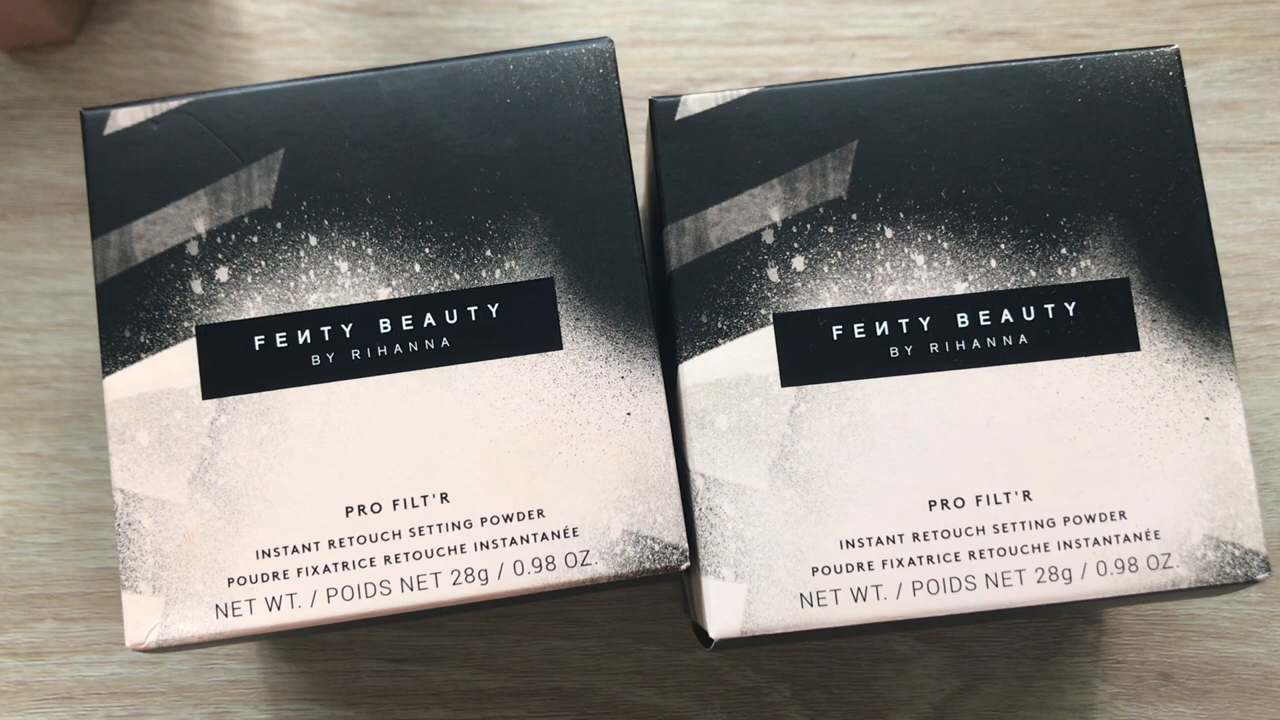 FEИTY BEAUTY
BY RIHANNA
PRO FILT'R
INSTANT RETOUCH SETTING POWDER
POUDRE FIXATRICE RETOUCHE INSTANTANÉE
NET WT. / POIDS NET 28g / 0.98 OZ.
FEИTY BEAUTY
BY RIHANNA
PRO FILT'R
INSTANT RETOUCH SETTING POWDER
POUDRE FIXATRICE RETOUCHE INSTANTANÉE
NET WT. / POIDS NET 28g / 0.98 OZ.